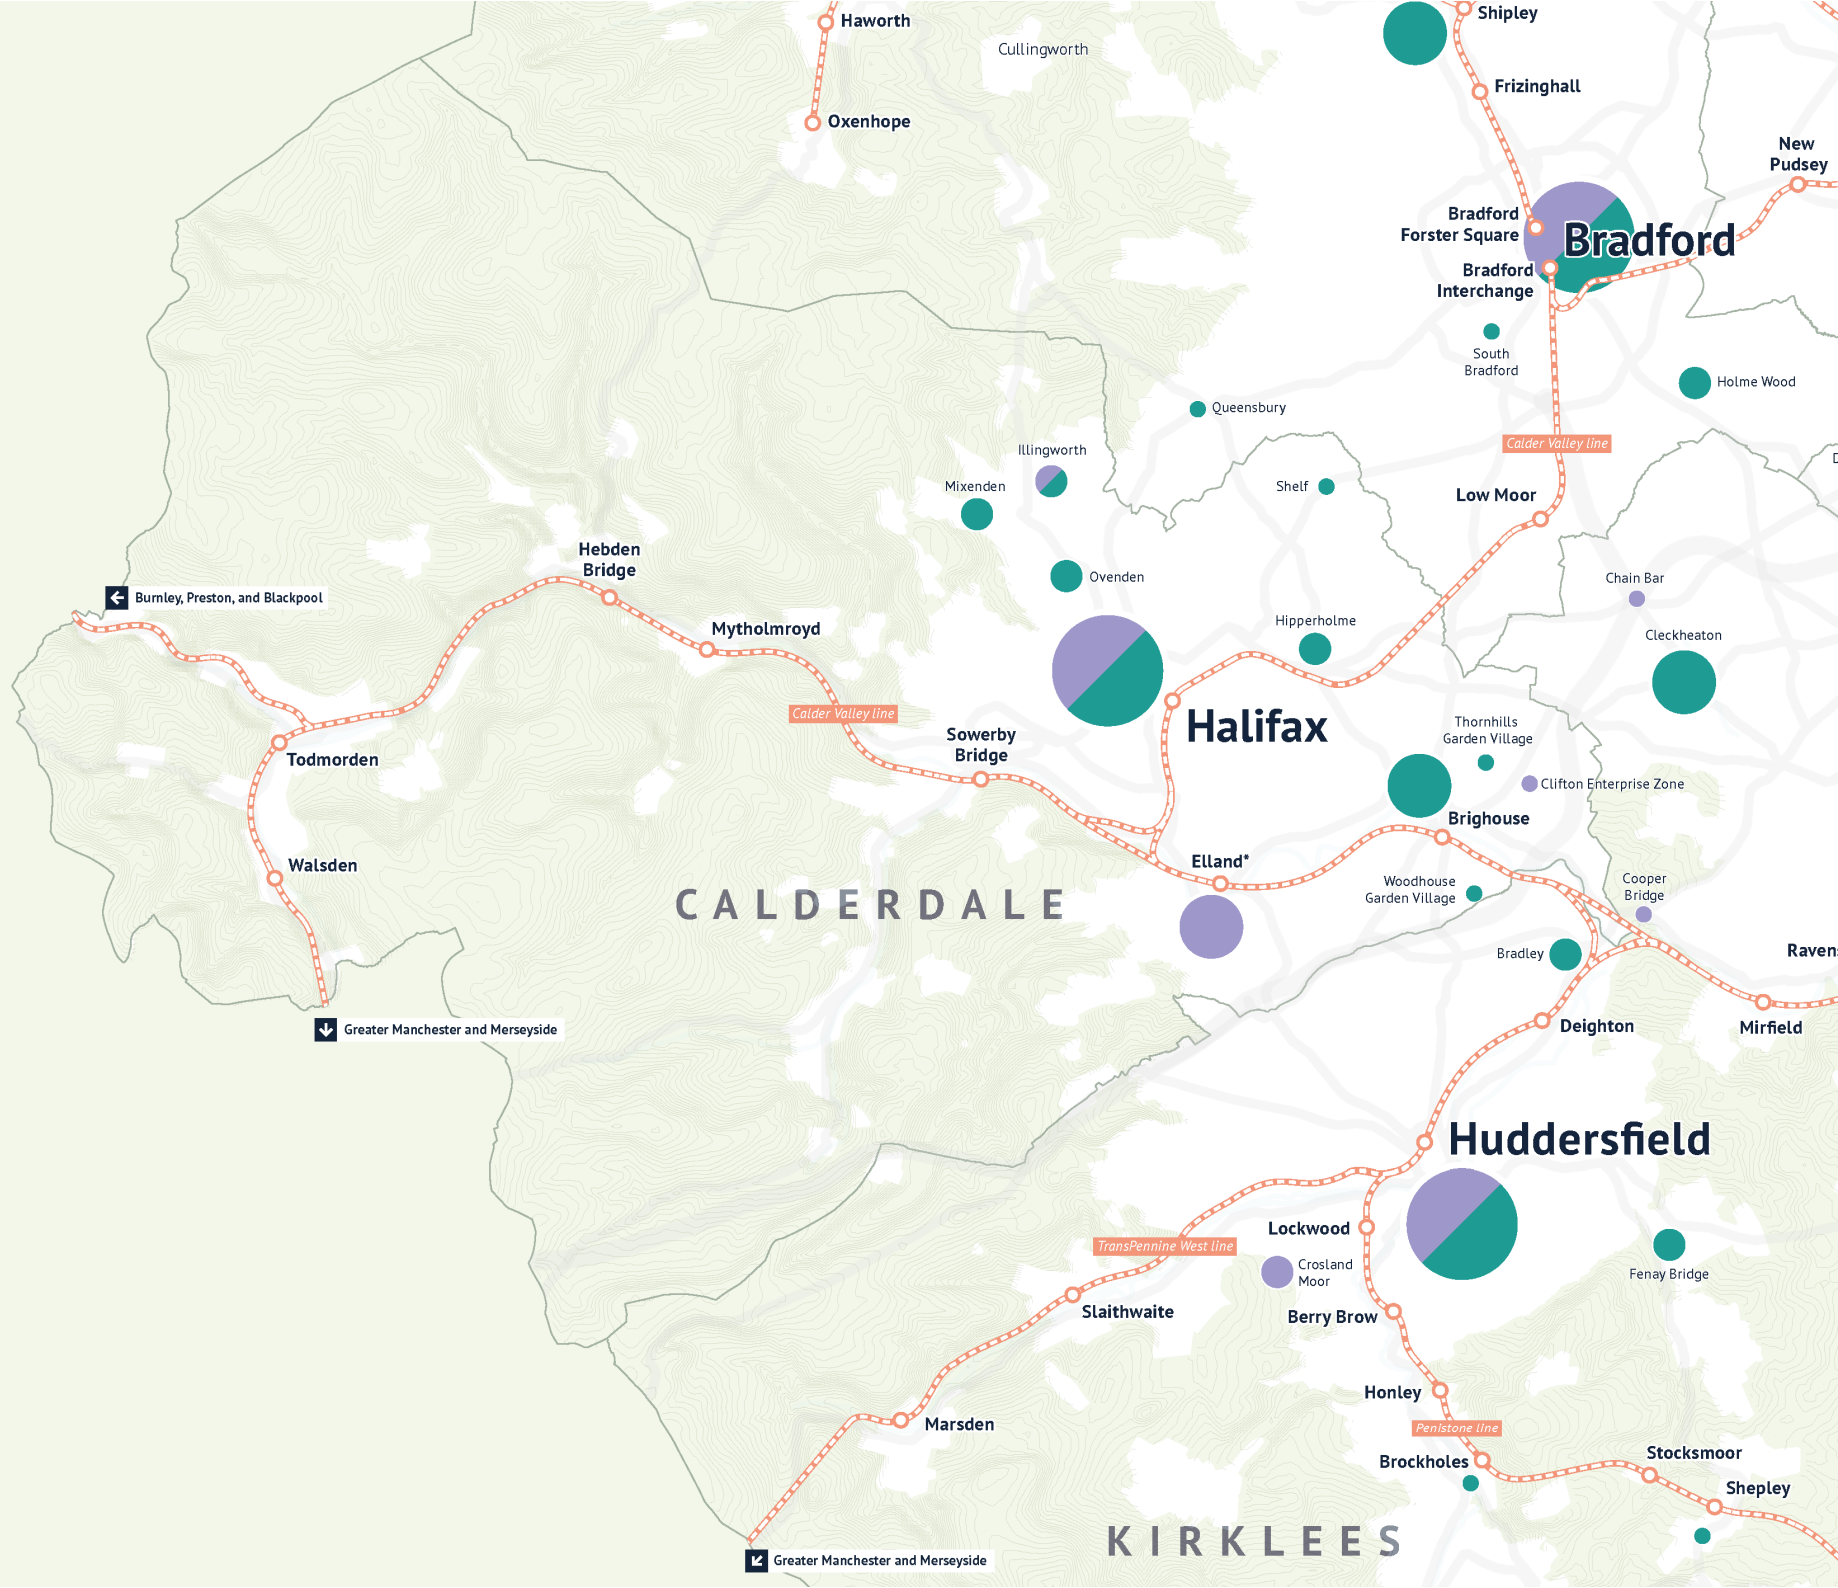 Haworth
Cullingworth
Shipley
Frizinghall
Oxenhope
New
Pudsey
Bradford
Forster Square
Bradford
Bradford
Interchange
South
Bradford
Holme Wood
Queensbury
Calder Valley line
Illingworth
Mixenden
Shelf
Low Moor
Hebden
Bridge
Ovenden
Chain Bar
Burnley, Preston, and Blackpool
Mytholmroyd
Hipperholme
Cleckheaton
Calder Valley line
Halifax
Thornhills
Garden Village
Sowerby
Bridge
Todmorden
Clifton Enterprise Zone
Brighouse
Walsden
Elland*
Woodhouse
Garden Village
Cooper
Bridge
CALDERDALE
Bradley
Ravens
Greater Manchester and Merseyside
Deighton
Mirfield
Huddersfield
Lockwood
TransPennine West line
Crosland
Moor
Fenay Bridge
Slaithwaite
Berry Brow
Honley
Marsden
Penistone line
Brockholes
Stocksmoor
Shepley
KIRKLEES
Greater Manchester and Merseyside